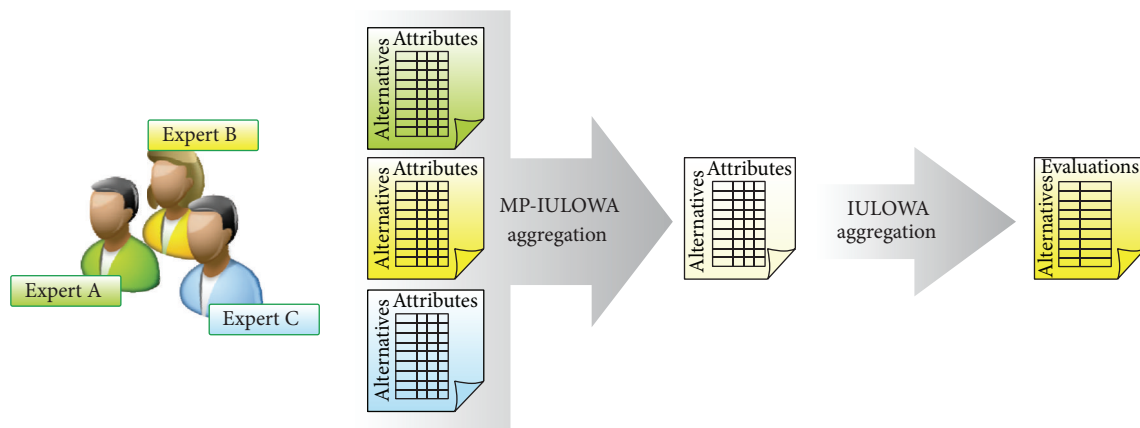 Expert B
Expert A
Expert C
Attributes
Alternatives
Attributes
Alternatives
Attributes
Alternatives
MP-IULOWA
aggregation
Attributes
Alternatives
IULOWA
aggregation
Evaluations
Alternatives